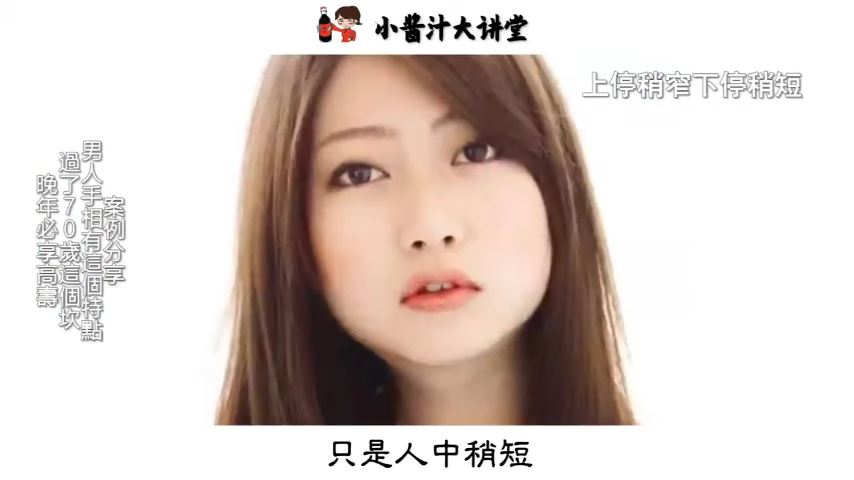 小酱汁大讲堂
上停稍窄下停稍短
案例分享
男人手相有這個特點
過了70歲這個坎
晚年必享高壽
只是人中稍短